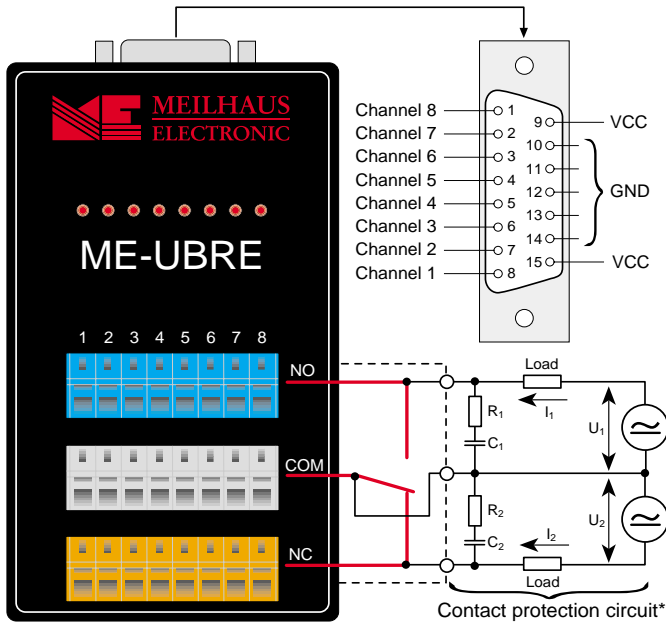 MEILHAUS
ELECTRONIC
ME-UBRE
1 2 3 4 5 6 7 8
NO
COM
NC
Channel 8
Channel 7
Channel 6
Channel 5
Channel 4
Channel 3
Channel 2
Channel 1
1
2
3
4
5
6
7
8
9
10
11
12
13
14
15
VCC
GND
VCC
Load
I₁
R₁
C₁
U₁
R₂
C₂
U₂
I₂
Load
Contact protection circuit*